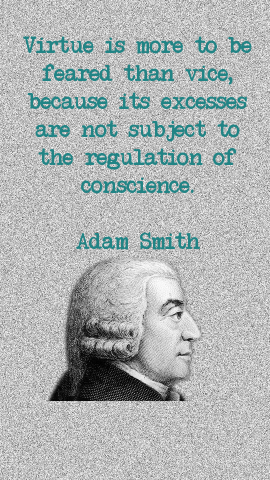 Virtue is more to be
feared than vice,
because its excesses
are not subject to
the regulation of
conscience.
Adam Smith